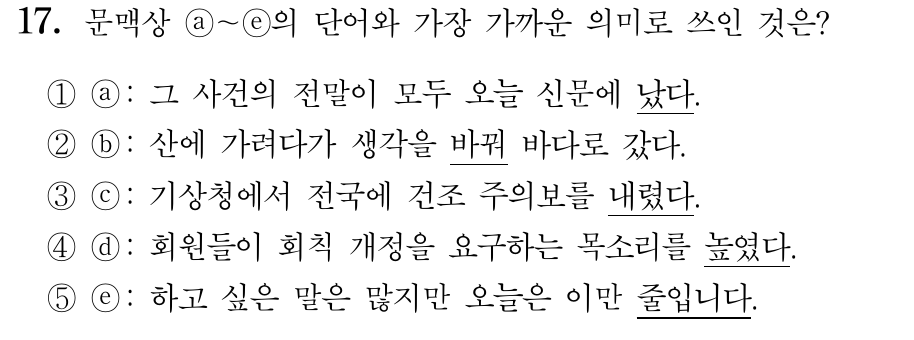 17. 문맥상 ⓐ~ⓔ의 단어와 가장 가까운 의미로 쓰인 것은?
① ⓐ: 그 사건의 전말이 모두 오늘 신문에 났다.
② ⓑ: 산에 가려다가 생각을 바꿔 바다로 갔다.
③ ⓒ: 기상청에서 전국에 건조 주의보를 내렸다.
④ ⓓ: 회원들이 회칙 개정을 요구하는 목소리를 높였다.
⑤ ⓔ: 하고 싶은 말은 많지만 오늘은 이만 줄입니다.